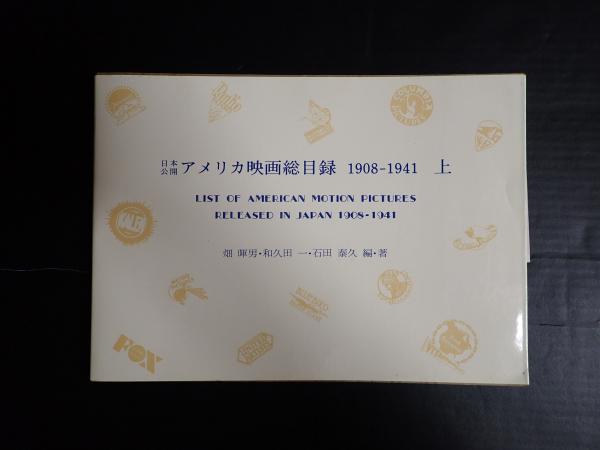 日本公開 アメリカ映画総目録 1908-1941 上
LIST OF AMERICAN MOTION PICTURES
RELEASED IN JAPAN 1908-1941
畑 暉男・和久田 一・石田 泰久 編・著
COLUMBIA PICTURES
FOX